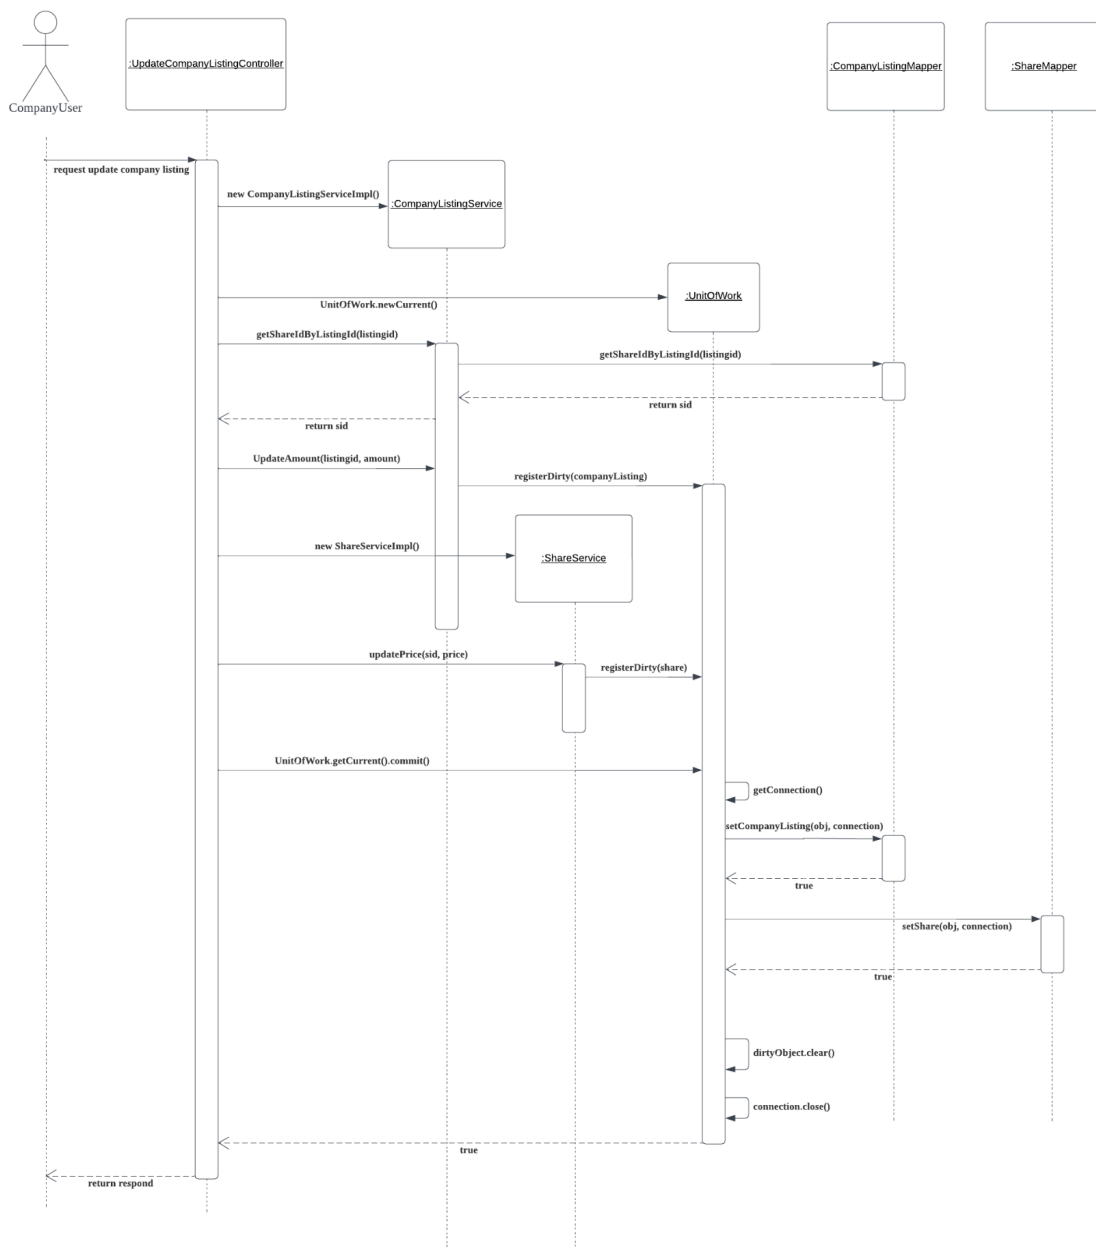 :UpdateCompanyListingController
:CompanyListingMapper
:ShareMapper
CompanyUser
request update company listing
new CompanyListingServiceImpl()
:CompanyListingService
:UnitOfWork
UnitOfWork.newCurrent()
getShareIdByListingId(listingid)
getShareIdByListingId(listingid)
return sid
return sid
UpdateAmount(listingid, amount)
registerDirty(companyListing)
new ShareServiceImpl()
:ShareService
updatePrice(sid, price)
registerDirty(share)
UnitOfWork.getCurrent().commit()
getConnection()
setCompanyListing(obj, connection)
true
setShare(obj, connection)
true
dirtyObject.clear()
connection.close()
true
return respond